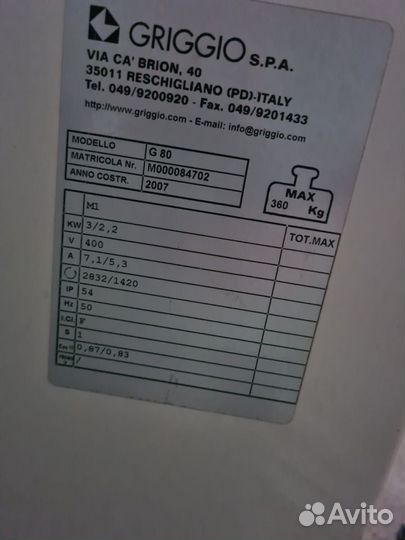 GRIGGIO S.P.A.
VIA CA' BRION, 40
35011 RESCHIGLIANO (PD)-ITALY
Tel. 049/9200920 - Fax. 049/9201433
http://www.griggio.com - E-mail: info@griggio.com
MODELLO G 80
MATRICOLA Nr. M000084702
ANNO COSTR. 2007
MAX
360 Kg
M1 TOT.MAX
KW 3/2,2
V 400
A 7,1/5,3
2832/1420
IP 54
Hz 50
I.Cl. F
S 1
0,87/0,83
/
Avito